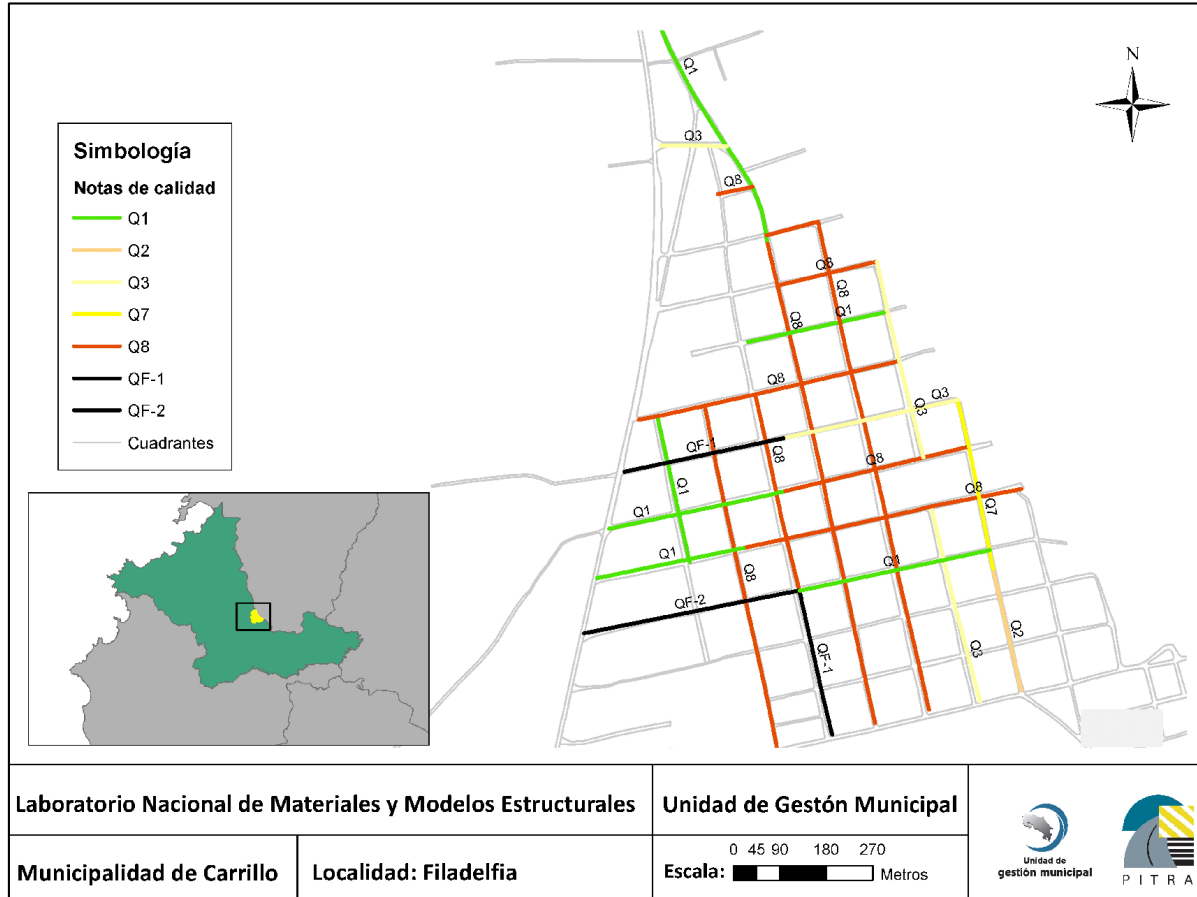 Q1
N
Q3
Q8
Simbología
Notas de calidad
Q1
Q2
Q3
Q7
Q8
QF-1
QF-2
Cuadrantes
Q8
Q8
Q1
Q8
Q8
Q3
Q3
QF-1
Q8
Q8
Q1
Q8
Q7
Q1
Q1
Q1
Q8
QF-2
QF-1
Q2
Q3
Laboratorio Nacional de Materiales y Modelos Estructurales
Unidad de Gestón Municipal
Municipalidad de Carrillo
Localidad: Filadelfia
0 45 90 180 270
Escala:
Metros
Unidad de
gestión municipal
PITRA